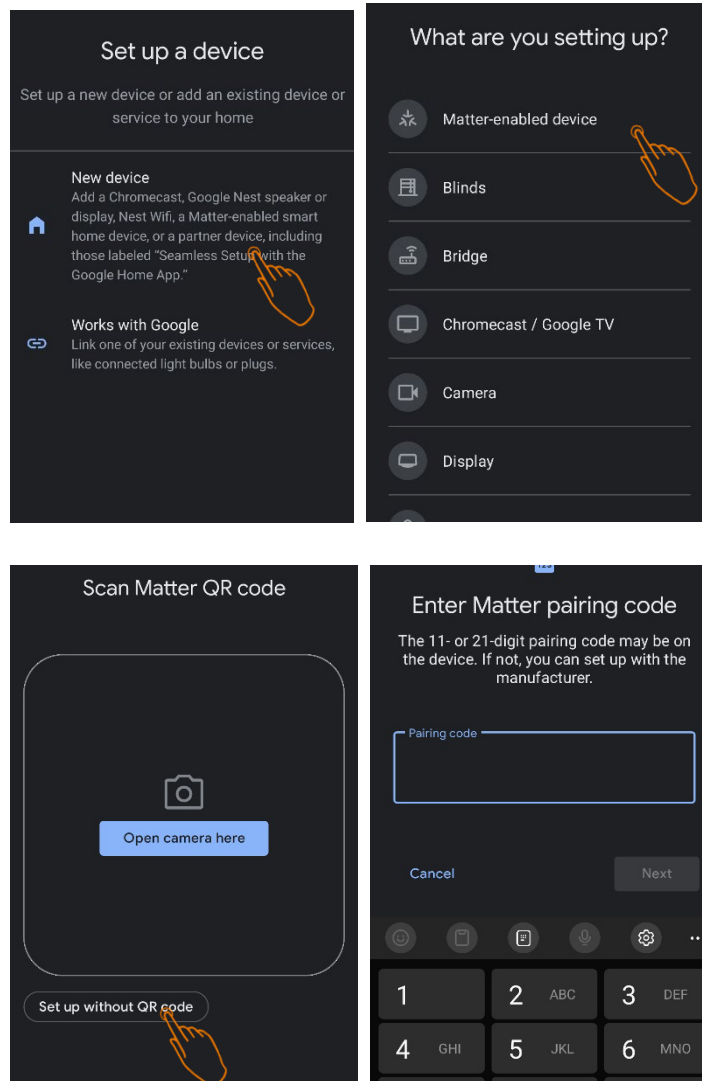 Set up a device
Set up a new device or add an existing device or
service to your home
New device
Add a Chromecast, Google Nest speaker or
display, Nest Wifi, a Matter-enabled smart
home device, or a partner device, including
those labeled “Seamless Setup with the
Google Home App.”
Works with Google
Link one of your existing devices or services,
like connected light bulbs or plugs.
What are you setting up?
Matter-enabled device
Blinds
Bridge
Chromecast / Google TV
Camera
Display
Scan Matter QR code
Open camera here
Set up without QR code
123
Enter Matter pairing code
The 11- or 21-digit pairing code may be on
the device. If not, you can set up with the
manufacturer.
Pairing code
Cancel
Next
1
2 ABC
3 DEF
4 GHI
5 JKL
6 MNO